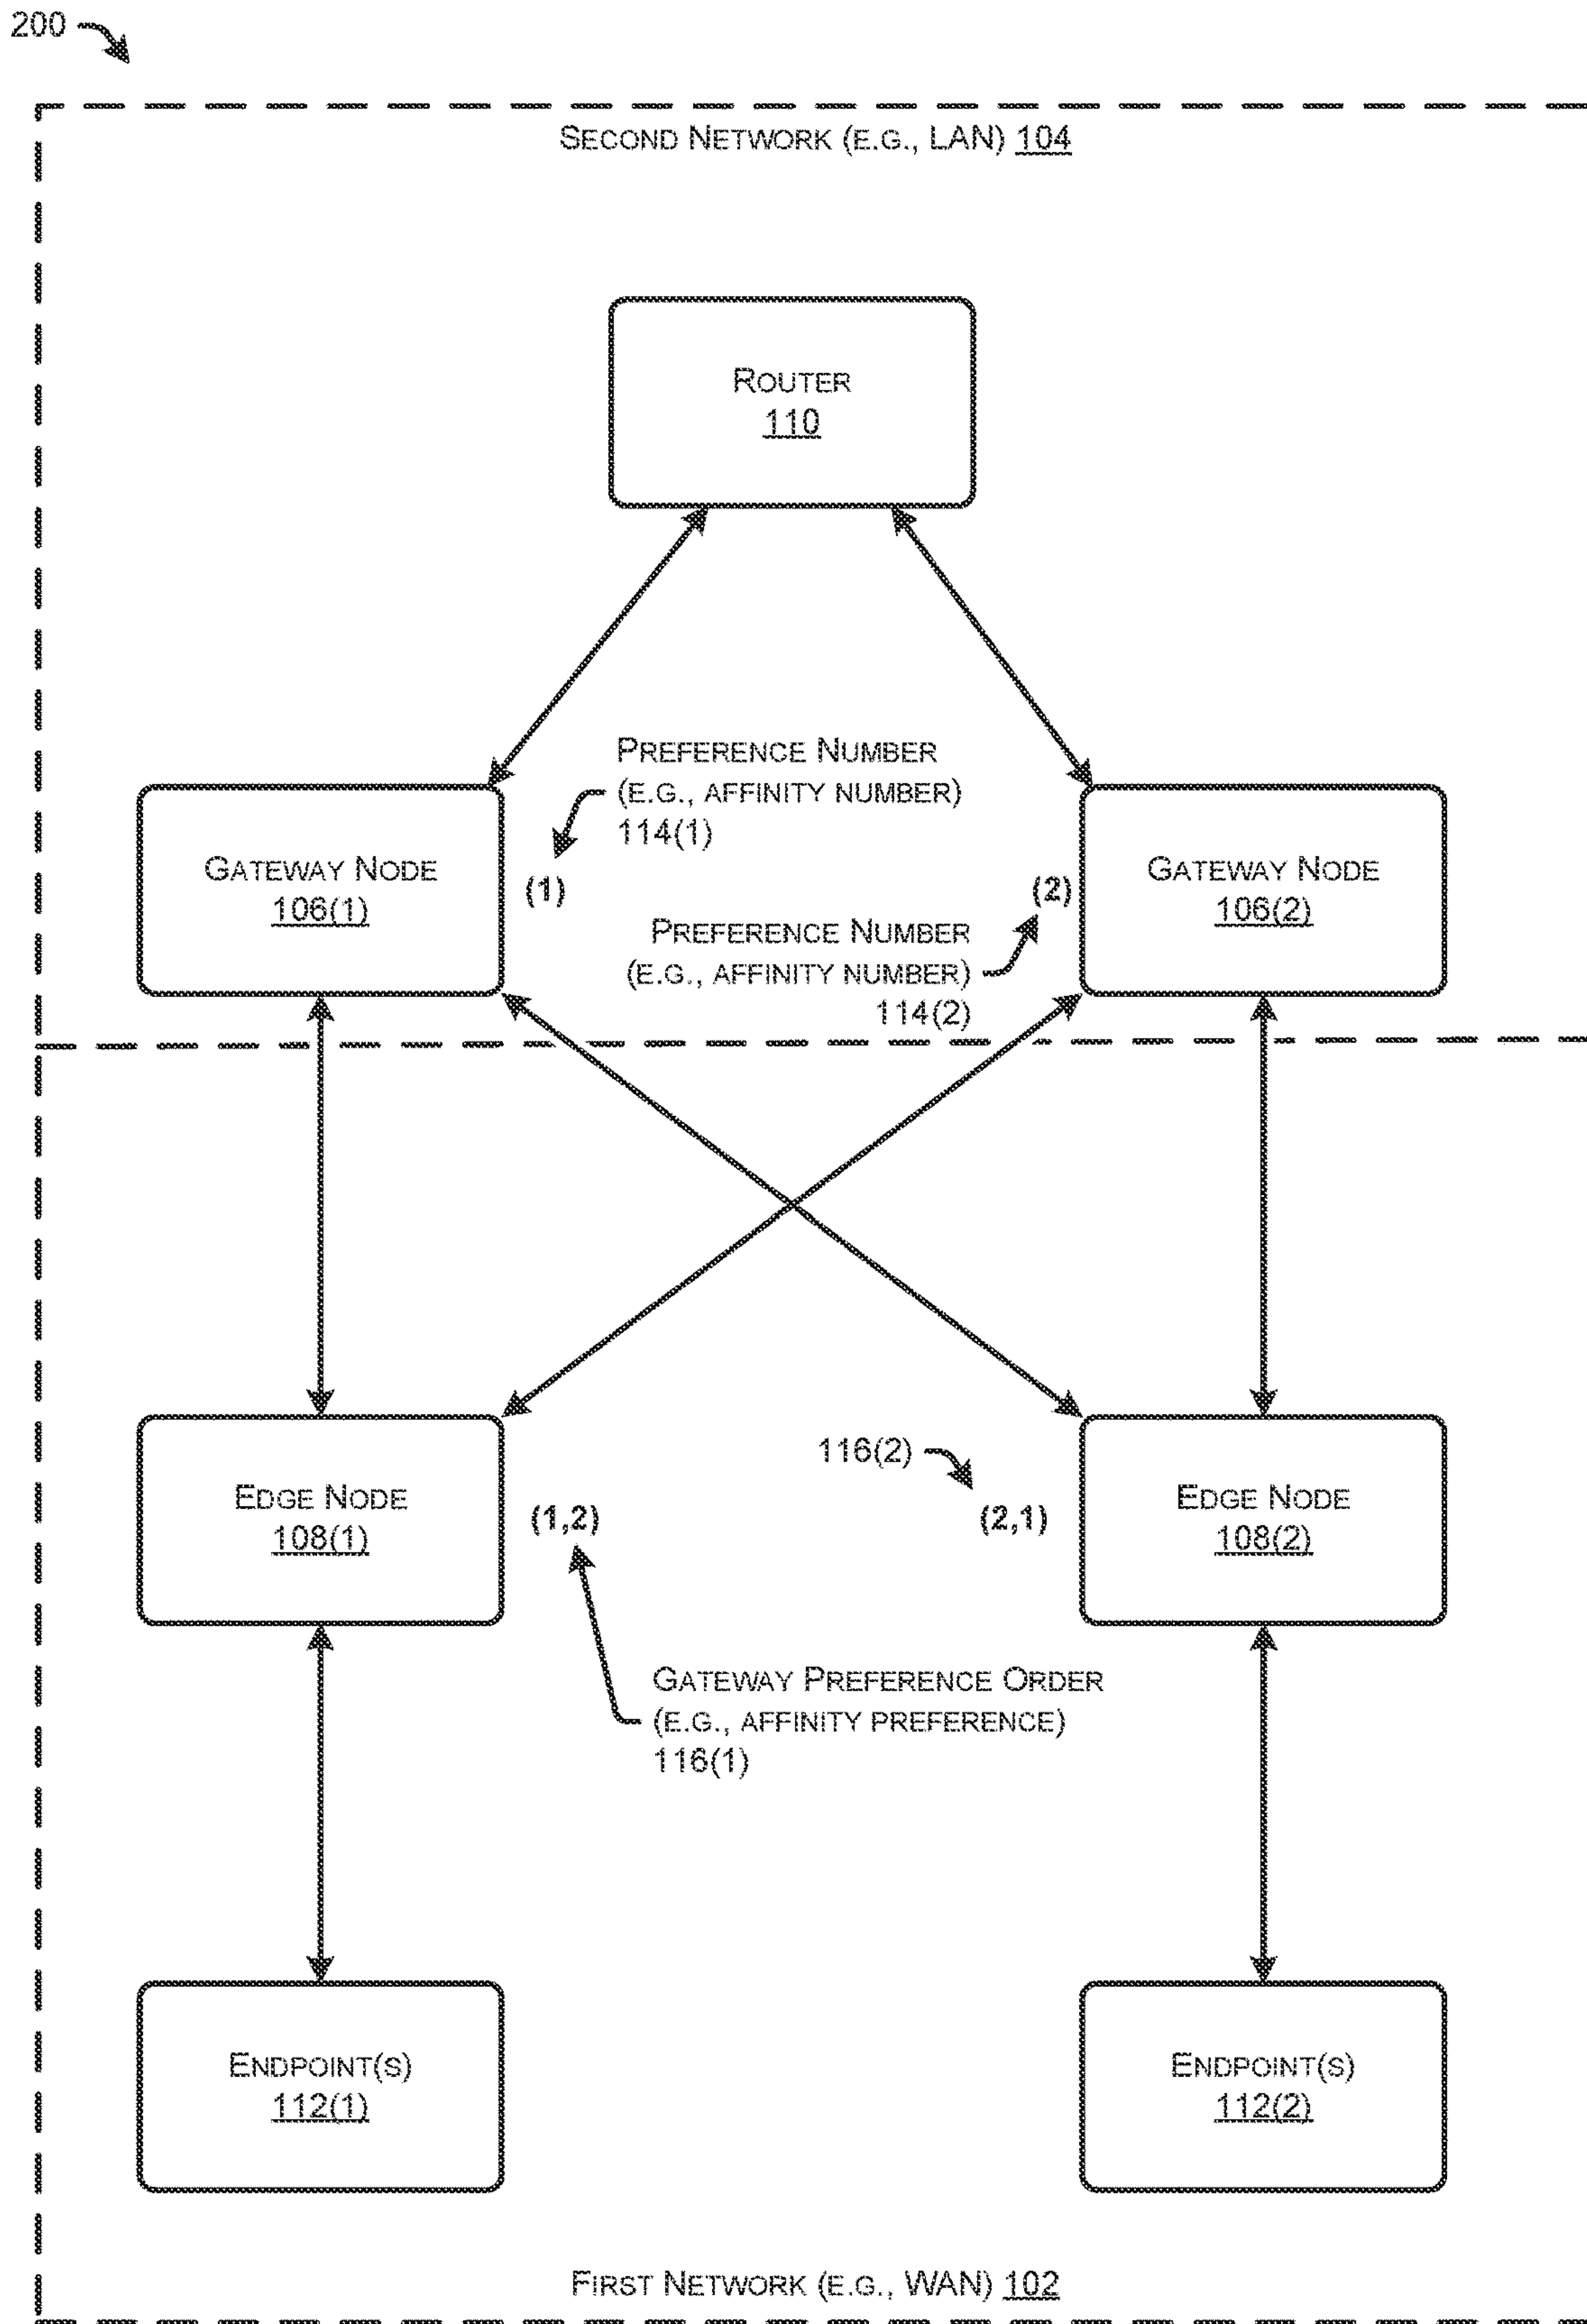 200
SECOND NETWORK (E.G., LAN) 104
ROUTER
110
PREFERENCE NUMBER
(E.G., AFFINITY NUMBER)
114(1)
GATEWAY NODE
106(1)
(1)
(2)
GATEWAY NODE
106(2)
PREFERENCE NUMBER
(E.G., AFFINITY NUMBER)
114(2)
116(2)
EDGE NODE
108(1)
(1,2)
(2,1)
EDGE NODE
108(2)
GATEWAY PREFERENCE ORDER
(E.G., AFFINITY PREFERENCE)
116(1)
ENDPOINT(S)
112(1)
ENDPOINT(S)
112(2)
FIRST NETWORK (E.G., WAN) 102